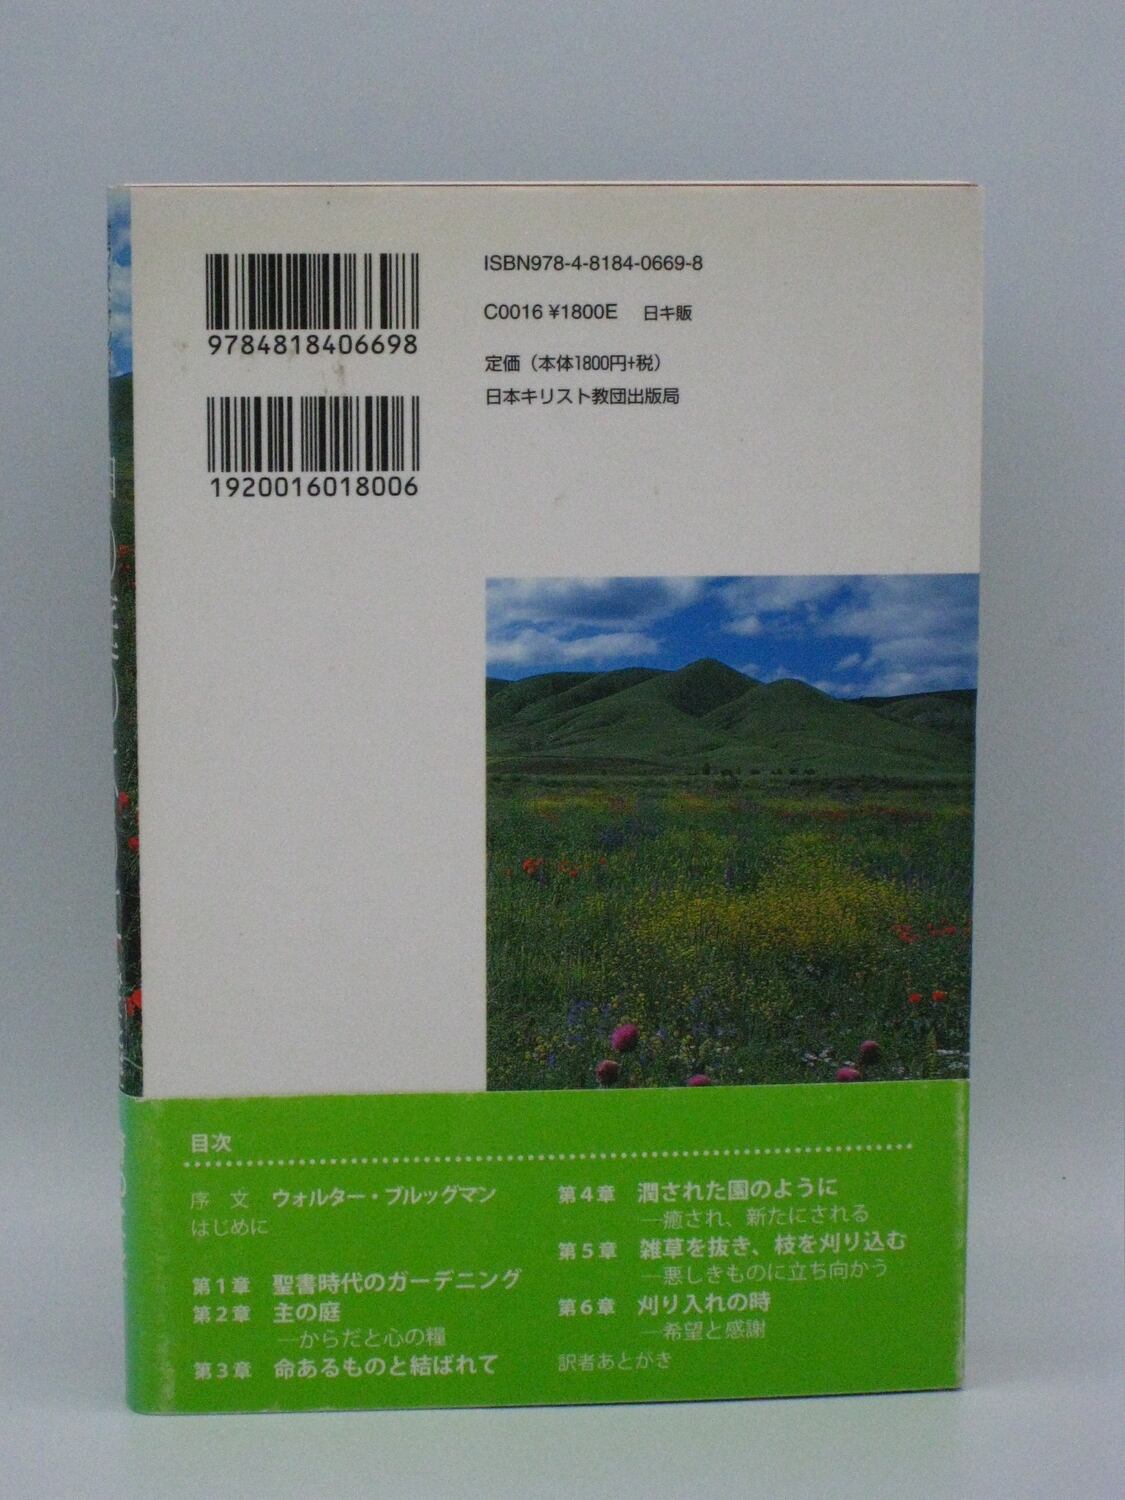 9784818406698
1920016018006
ISBN978-4-8184-0669-8
C0016 ¥1800E 日キ販
定価（本体1800円+税）
日本キリスト教団出版局
目次
序 文 ウォルター・ブルッグマン
はじめに
第1章 聖書時代のガーデニング
第2章 主の庭
―からだと心の糧
第3章 命あるものと結ばれて
第4章 潤された園のように
―癒され、新たにされる
第5章 雑草を抜き、枝を刈り込む
―悪しきものに立ち向かう
第6章 刈り入れの時
―希望と感謝
訳者あとがき